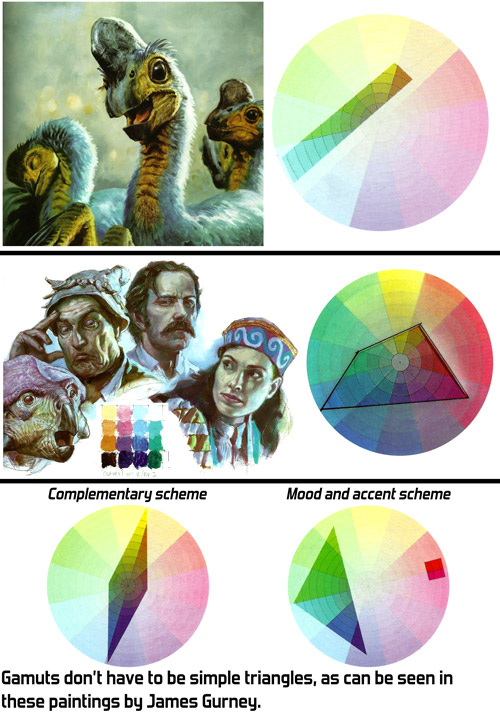 Complementary scheme
Mood and accent scheme
Gamuts don't have to be simple triangles, as can be seen in
these paintings by James Gurney.